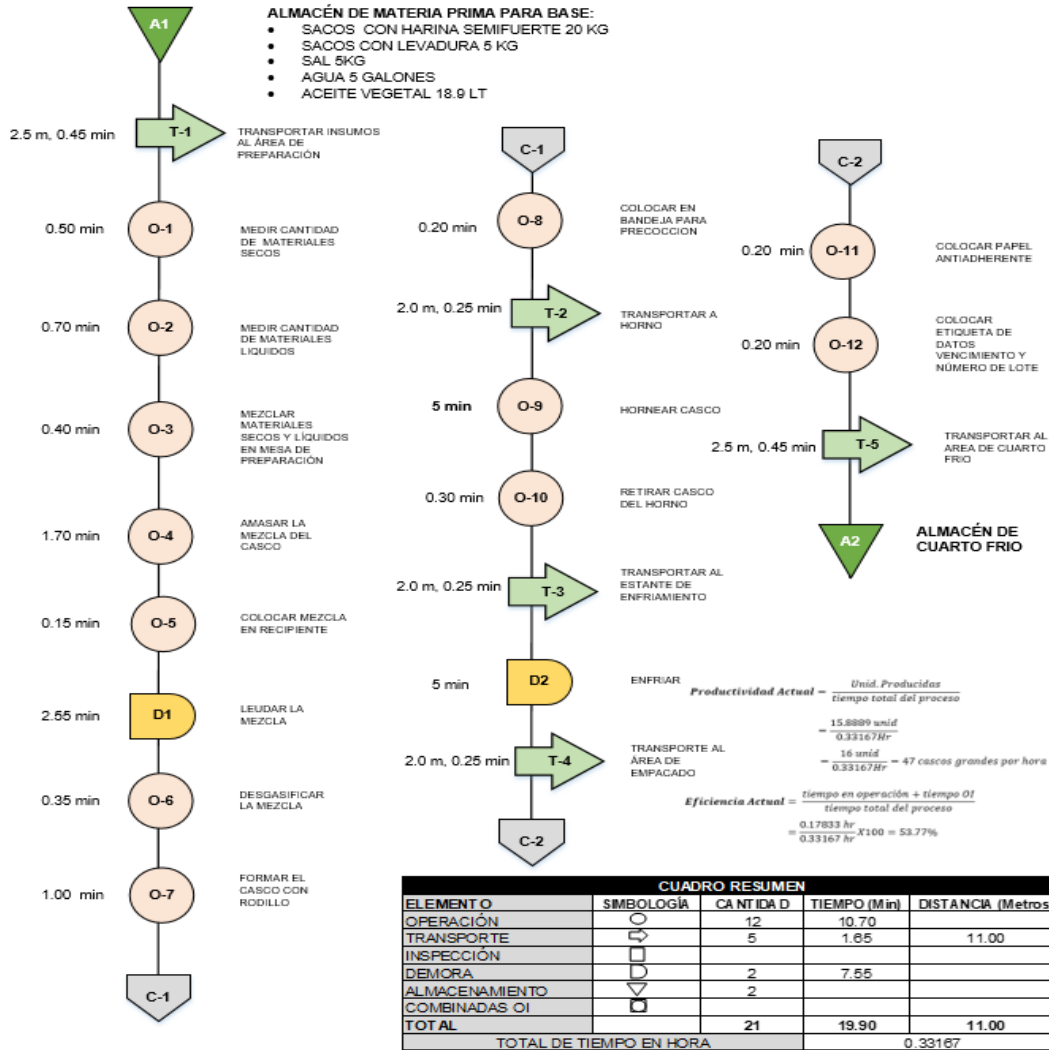 A1
ALMACÉN DE MATERIA PRIMA PARA BASE:
• SACOS CON HARINA SEMIFUERTE 20 KG
• SACOS CON LEVADURA 5 KG
• SAL 5KG
• AGUA 5 GALONES
• ACEITE VEGETAL 18.9 LT
2.5 m, 0.45 min
T-1
TRANSPORTAR INSUMOS
AL ÁREA DE
PREPARACIÓN
0.50 min
O-1
MEDIR CANTIDAD
DE MATERIALES
SECOS
0.70 min
O-2
MEDIR CANTIDAD
DE MATERIALES
LIQUIDOS
0.40 min
O-3
MEZCLAR
MATERIALES
SECOS Y LÍQUIDOS
EN MESA DE
PREPARACIÓN
1.70 min
O-4
AMASAR LA
MEZCLA DEL
CASCO
0.15 min
O-5
COLOCAR MEZCLA
EN RECIPIENTE
2.55 min
D1
LEUDAR LA
MEZCLA
0.35 min
O-6
DESGASIFICAR
LA MEZCLA
1.00 min
O-7
FORMAR EL
CASCO CON
RODILLO
C-1
C-1
0.20 min
O-8
COLOCAR EN
BANDEJA PARA
PRECOCCION
2.0 m, 0.25 min
T-2
TRANSPORTAR A
HORNO
5 min
O-9
HORNEAR CASCO
0.30 min
O-10
RETIRAR CASCO
DEL HORNO
2.0 m, 0.25 min
T-3
TRANSPORTAR AL
ESTANTE DE
ENFRIAMIENTO
5 min
D2
ENFRIAR
2.0 m, 0.25 min
T-4
TRANSPORTE AL
ÁREA DE
EMPACADO
C-2
C-2
0.20 min
O-11
COLOCAR PAPEL
ANTIADHERENTE
0.20 min
O-12
COLOCAR
ETIQUETA DE
DATOS
VENCIMIENTO Y
NÚMERO DE LOTE
2.5 m, 0.45 min
T-5
TRANSPORTAR AL
AREA DE CUARTO
FRIO
A2
ALMACÉN DE
CUARTO FRIO
Productividad Actual = Unid. Producidas / tiempo total del proceso
= 15.8889 unid / 0.33167Hr
= 16 unid / 0.33167Hr = 47 cascos grandes por hora
Eficiencia Actual = tiempo en operación + tiempo OI / tiempo total del proceso
= 0.17833 hr / 0.33167 hr X100 = 53.77%
CUADRO RESUMEN
ELEMENTO SIMBOLOGÍA CANTIDAD TIEMPO (Min) DISTANCIA (Metros
OPERACIÓN 12 10.70
TRANSPORTE 5 1.65 11.00
INSPECCIÓN
DEMORA 2 7.55
ALMACENAMIENTO 2
COMBINADAS OI
TOTAL 21 19.90 11.00
TOTAL DE TIEMPO EN HORA 0.33167